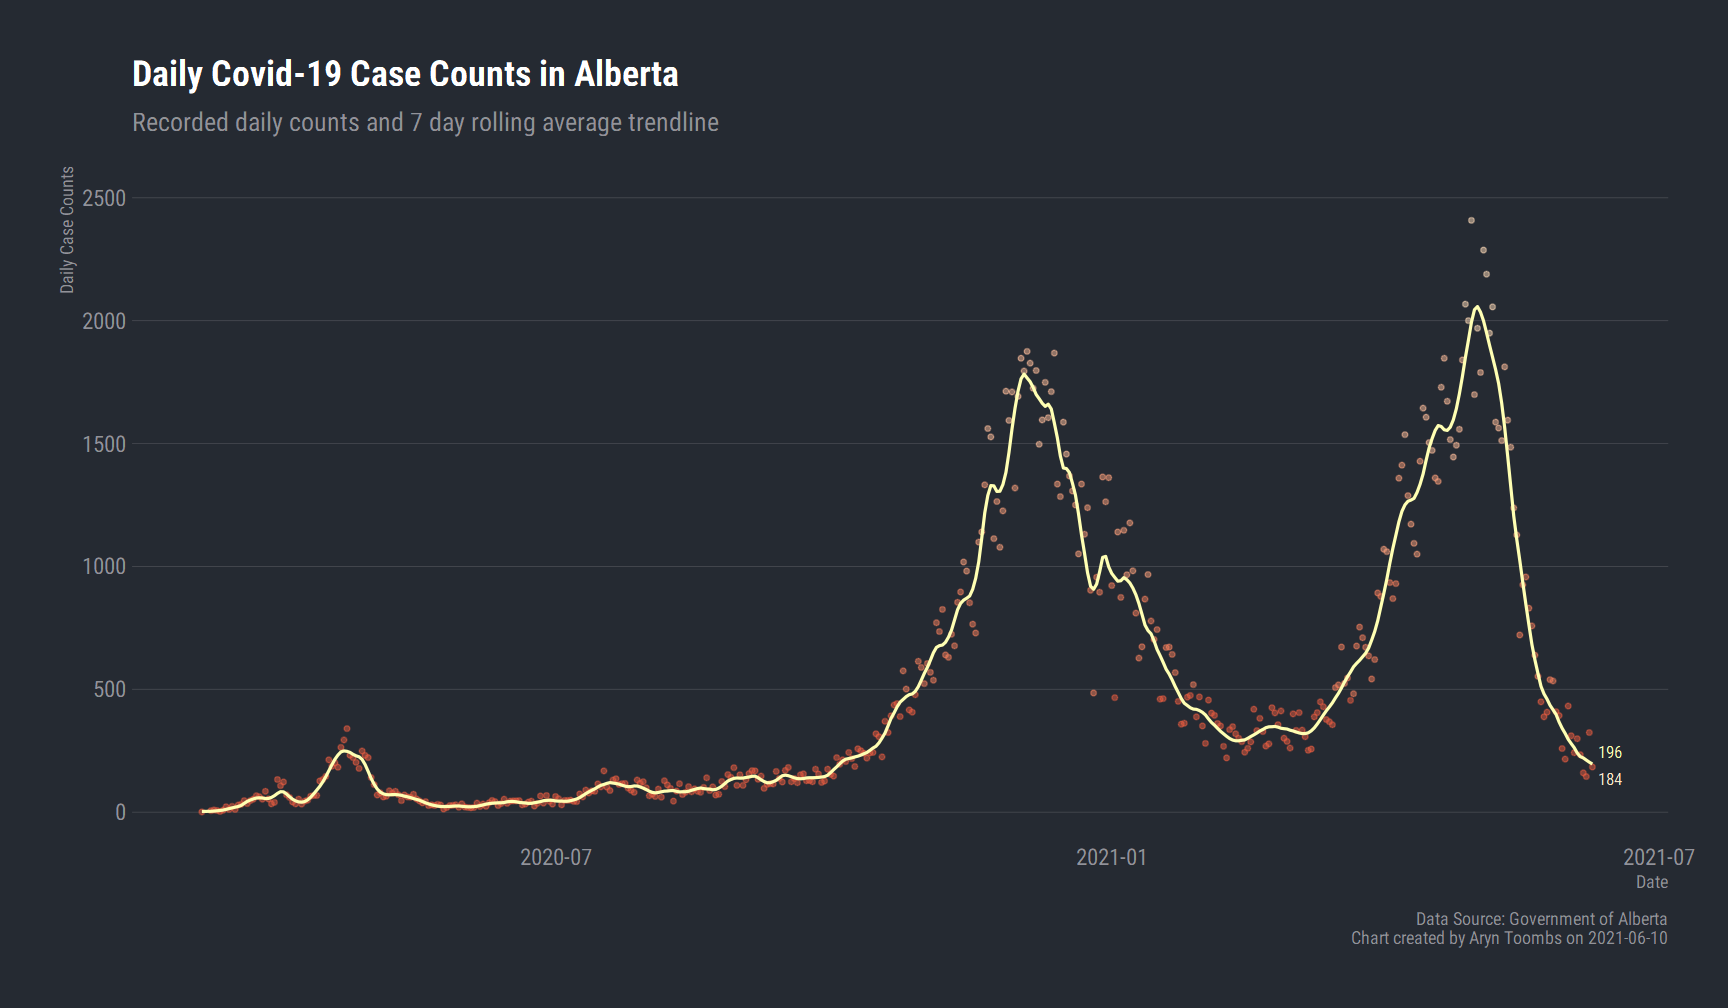 Daily Covid-19 Case Counts in Alberta
Recorded daily counts and 7 day rolling average trendline
Daily Case Counts
2500
2000
1500
1000
500
0
196
184
2020-07
2021-01
2021-07
Date
Data Source: Government of Alberta
Chart created by Aryn Toombs on 2021-06-10